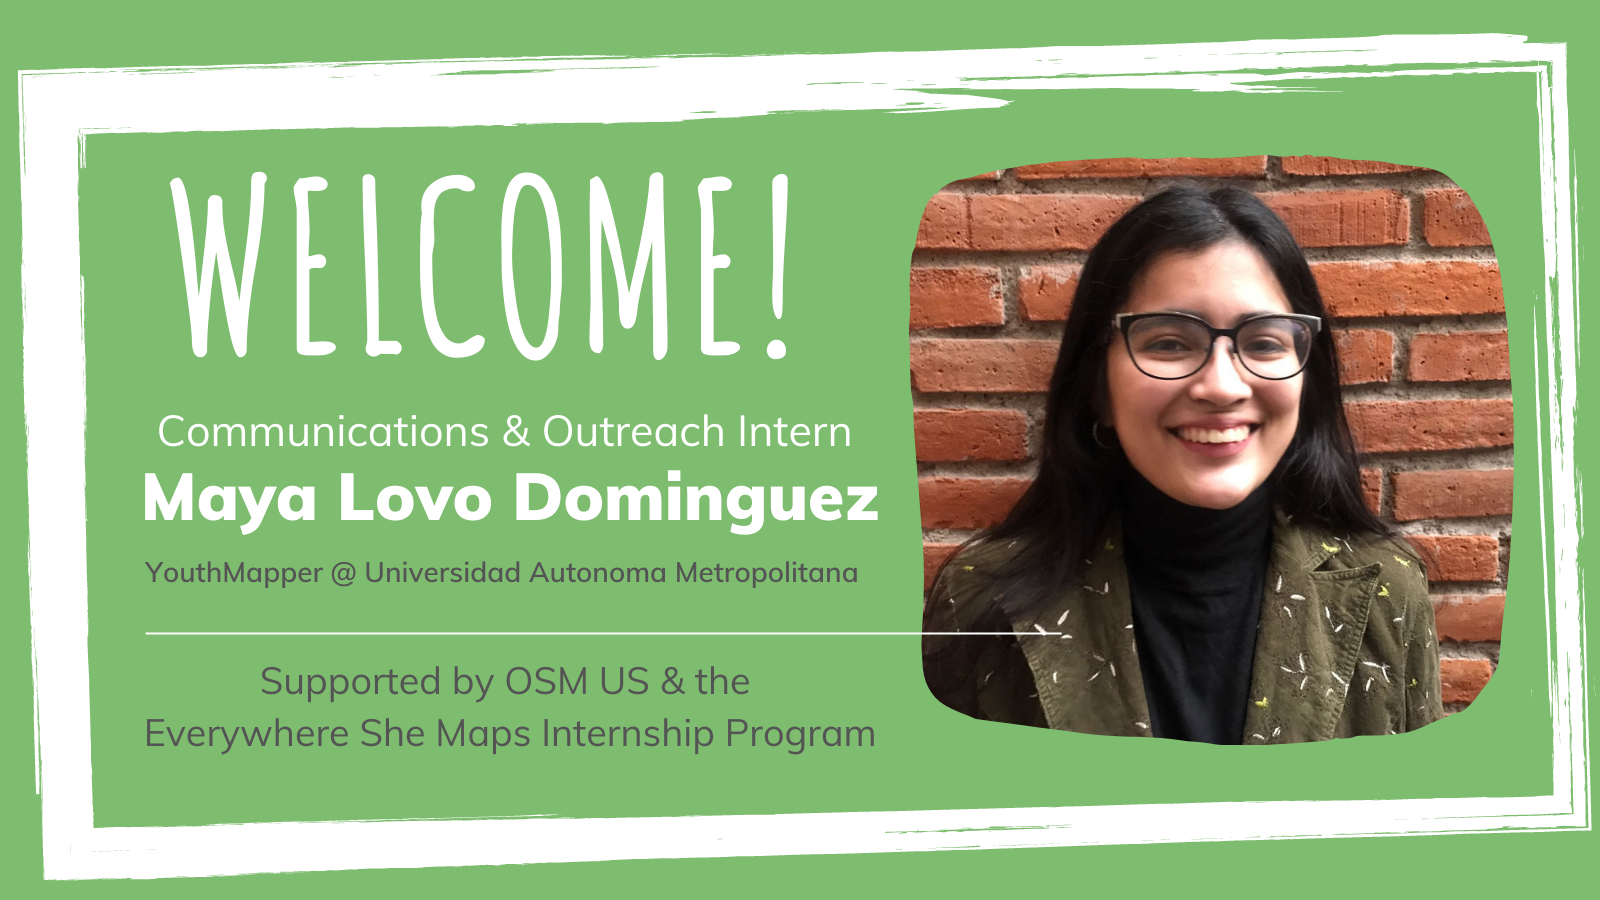 WELCOME!
Communications & Outreach Intern
Maya Lovo Dominguez
YouthMapper @ Universidad Autonoma Metropolitana
Supported by OSM US & the
Everywhere She Maps Internship Program